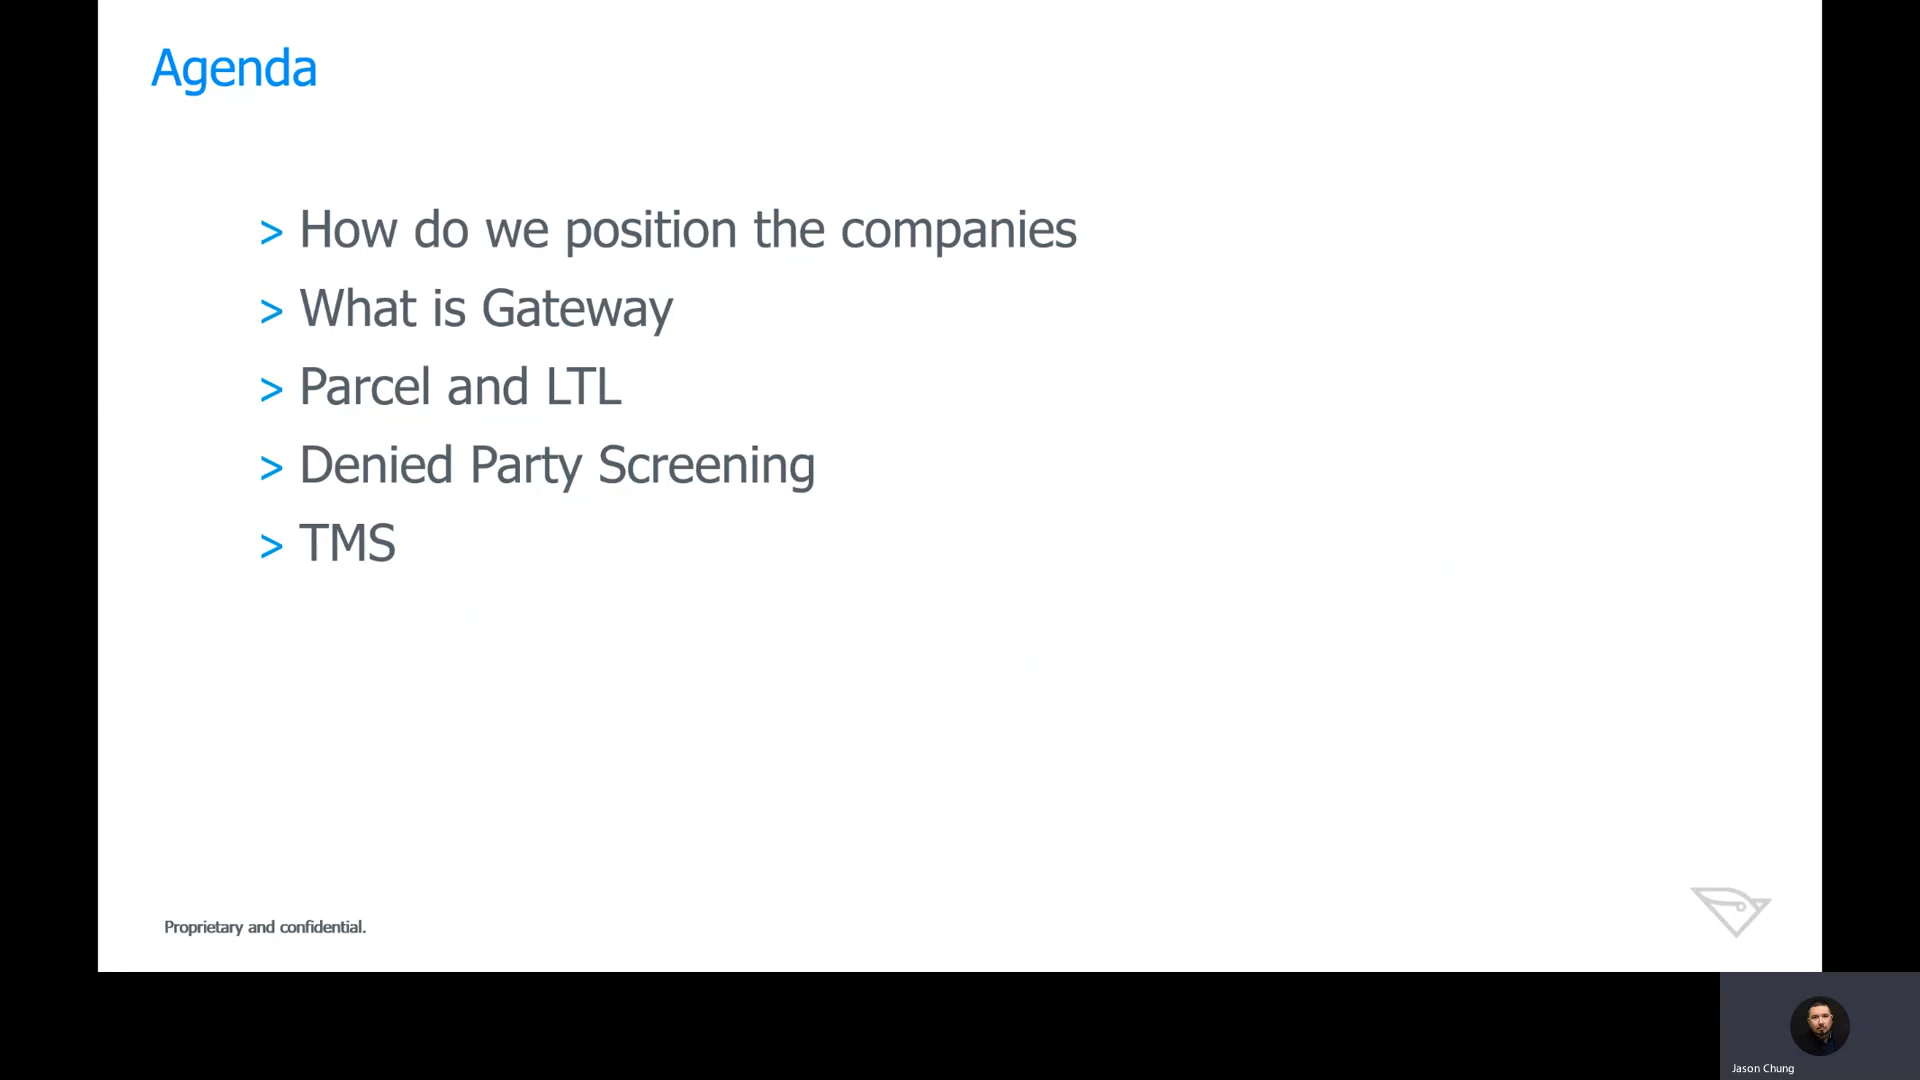 Agenda
> How do we position the companies
> What is Gateway
> Parcel and LTL
> Denied Party Screening
> TMS
Proprietary and confidential.
Jason Chung